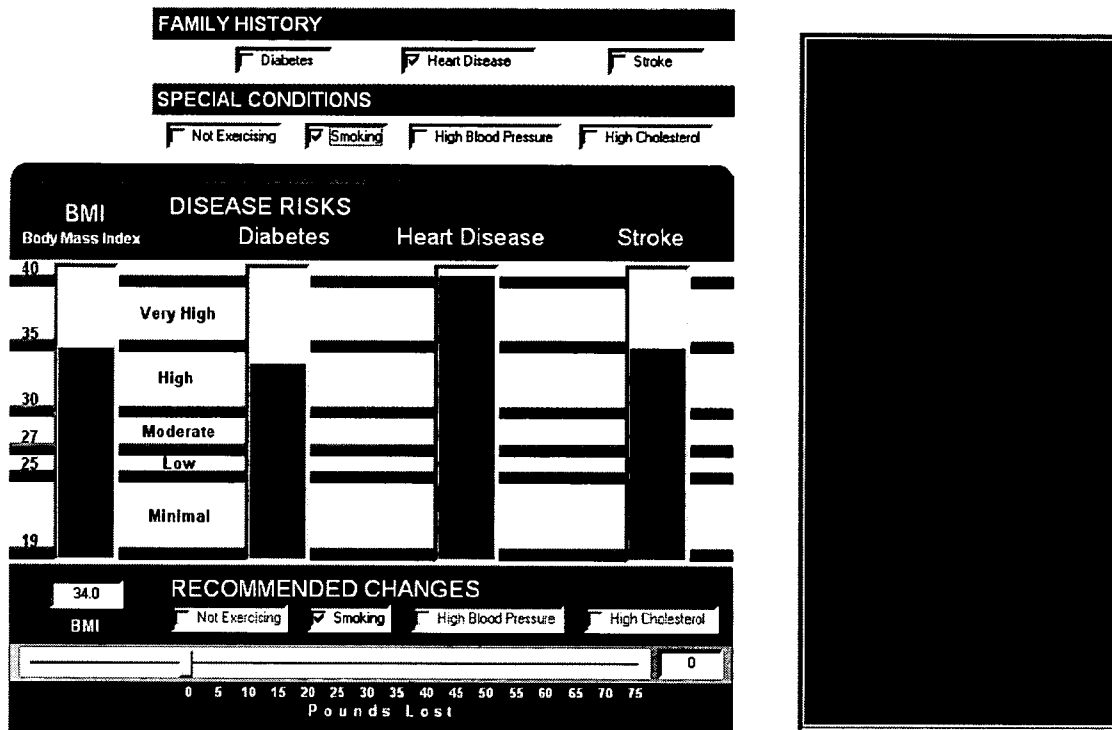 FAMILY HISTORY
Diabetes Heart Disease Stroke
SPECIAL CONDITIONS
Not Exercising Smoking High Blood Pressure High Cholesterol
BMI DISEASE RISKS
Body Mass Index Diabetes Heart Disease Stroke
40
Very High
35
High
30
Moderate
27
25 Low
Minimal
19
34.0 RECOMMENDED CHANGES
BMI Not Exercising Smoking High Blood Pressure High Cholesterol
0
0 5 10 15 20 25 30 35 40 45 50 55 60 65 70 75
Pounds Lost